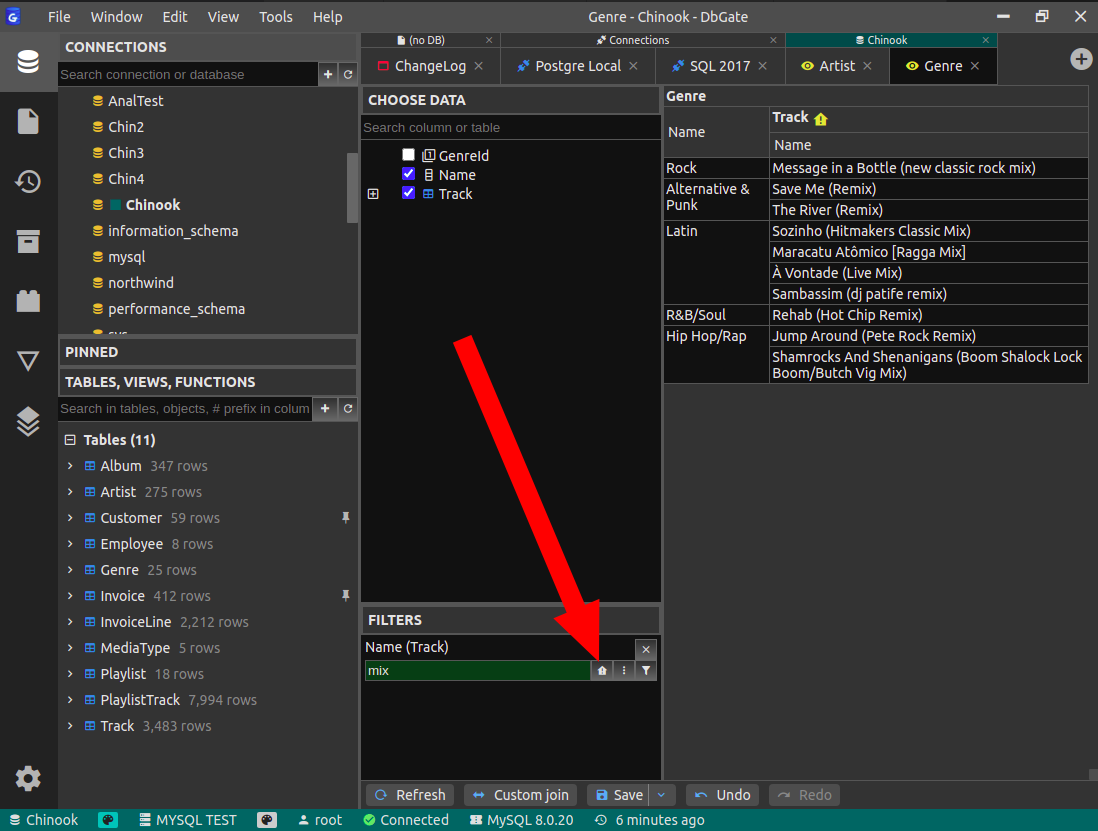 File Window Edit View Tools Help
Genre - Chinook - DbGate
CONNECTIONS
Search connection or database
AnalTest
Chin2
Chin3
Chin4
Chinook
information_schema
mysql
northwind
performance_schema
PINNED
TABLES, VIEWS, FUNCTIONS
Search in tables, objects, # prefix in colum
Tables (11)
Album 347 rows
Artist 275 rows
Customer 59 rows
Employee 8 rows
Genre 25 rows
Invoice 412 rows
InvoiceLine 2,212 rows
MediaType 5 rows
Playlist 18 rows
PlaylistTrack 7,994 rows
Track 3,483 rows
(no DB) Connections Chinook
ChangeLog Postgre Local SQL 2017 Artist Genre
CHOOSE DATA
Search column or table
GenreId
Name
Track
FILTERS
Name (Track)
mix
Genre
Name
Track
Name
Rock
Message in a Bottle (new classic rock mix)
Alternative &
Punk
Save Me (Remix)
The River (Remix)
Latin
Sozinho (Hitmakers Classic Mix)
Maracatu Atômico [Ragga Mix]
À Vontade (Live Mix)
Sambassim (dj patife remix)
R&B/Soul
Rehab (Hot Chip Remix)
Hip Hop/Rap
Jump Around (Pete Rock Remix)
Shamrocks And Shenanigans (Boom Shalock Lock
Boom/Butch Vig Mix)
Refresh Custom join Save Undo Redo
Chinook MYSQL TEST root Connected MySQL 8.0.20 6 minutes ago